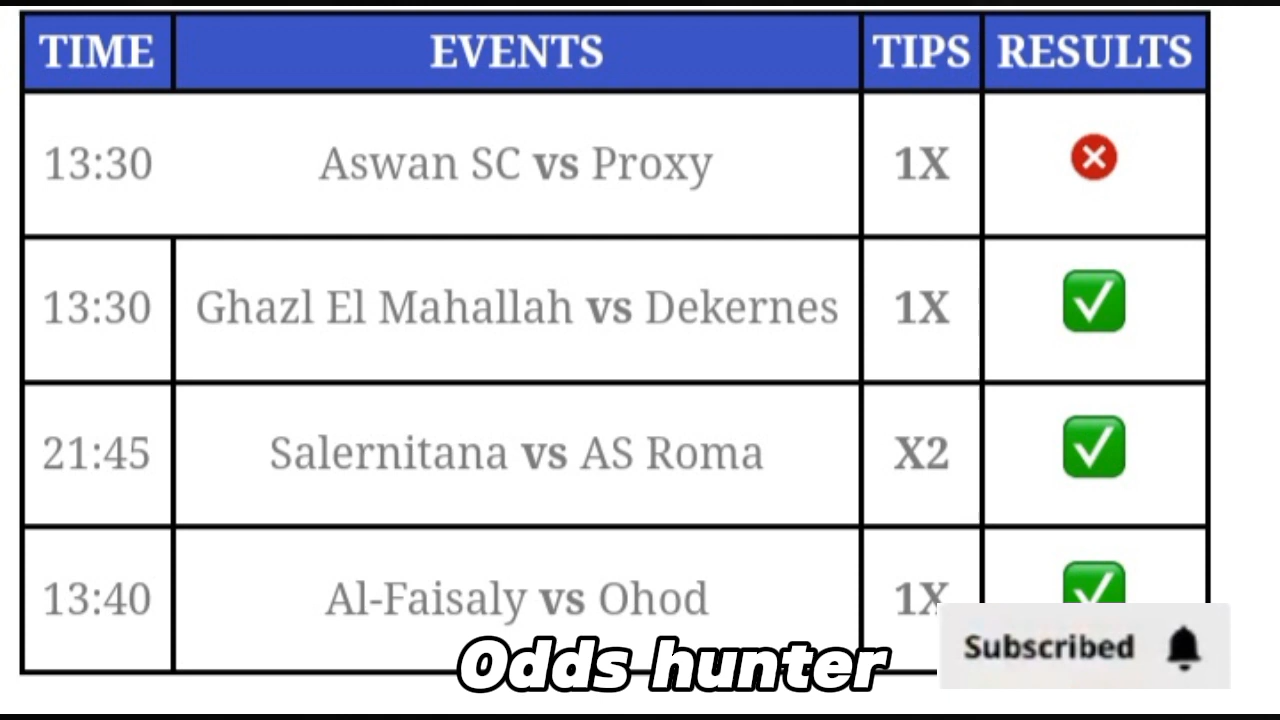 TIME EVENTS TIPS RESULTS
13:30 Aswan SC vs Proxy 1X
13:30 Ghazl El Mahallah vs Dekernes 1X
21:45 Salernitana vs AS Roma X2
13:40 Al-Faisaly vs Ohod 1X
Odds hunter
Subscribed